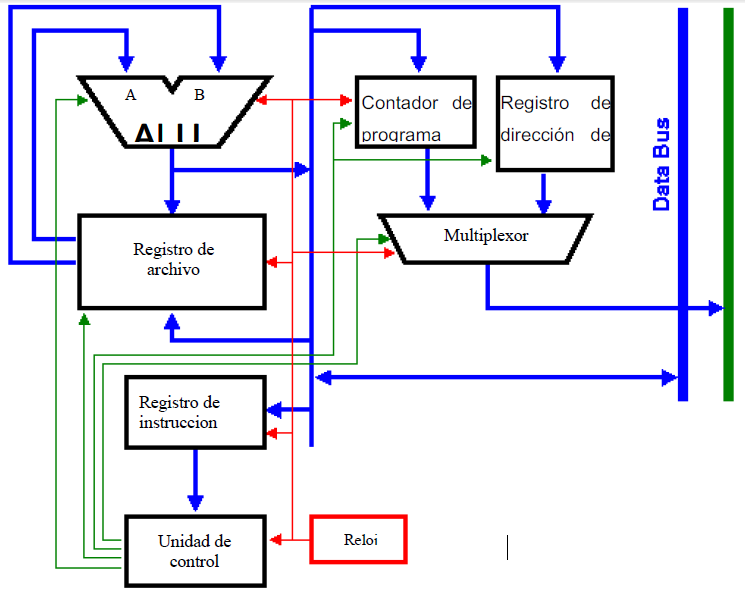 A B
ALU
Contador de
programa
Registro de
dirección de
Data Bus
Registro de
archivo
Multiplexor
Registro de
instruccion
Unidad de
control
Reloj